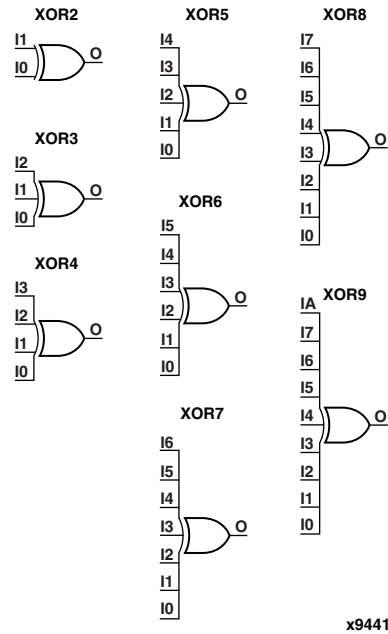 XOR2
I1
I0
O
XOR3
I2
I1
I0
O
XOR4
I3
I2
I1
I0
O
XOR5
I4
I3
I2
I1
I0
O
XOR6
I5
I4
I3
I2
I1
I0
O
XOR7
I6
I5
I4
I3
I2
I1
I0
O
XOR8
I7
I6
I5
I4
I3
I2
I1
I0
O
XOR9
IA
I7
I6
I5
I4
I3
I2
I1
I0
O
x9441